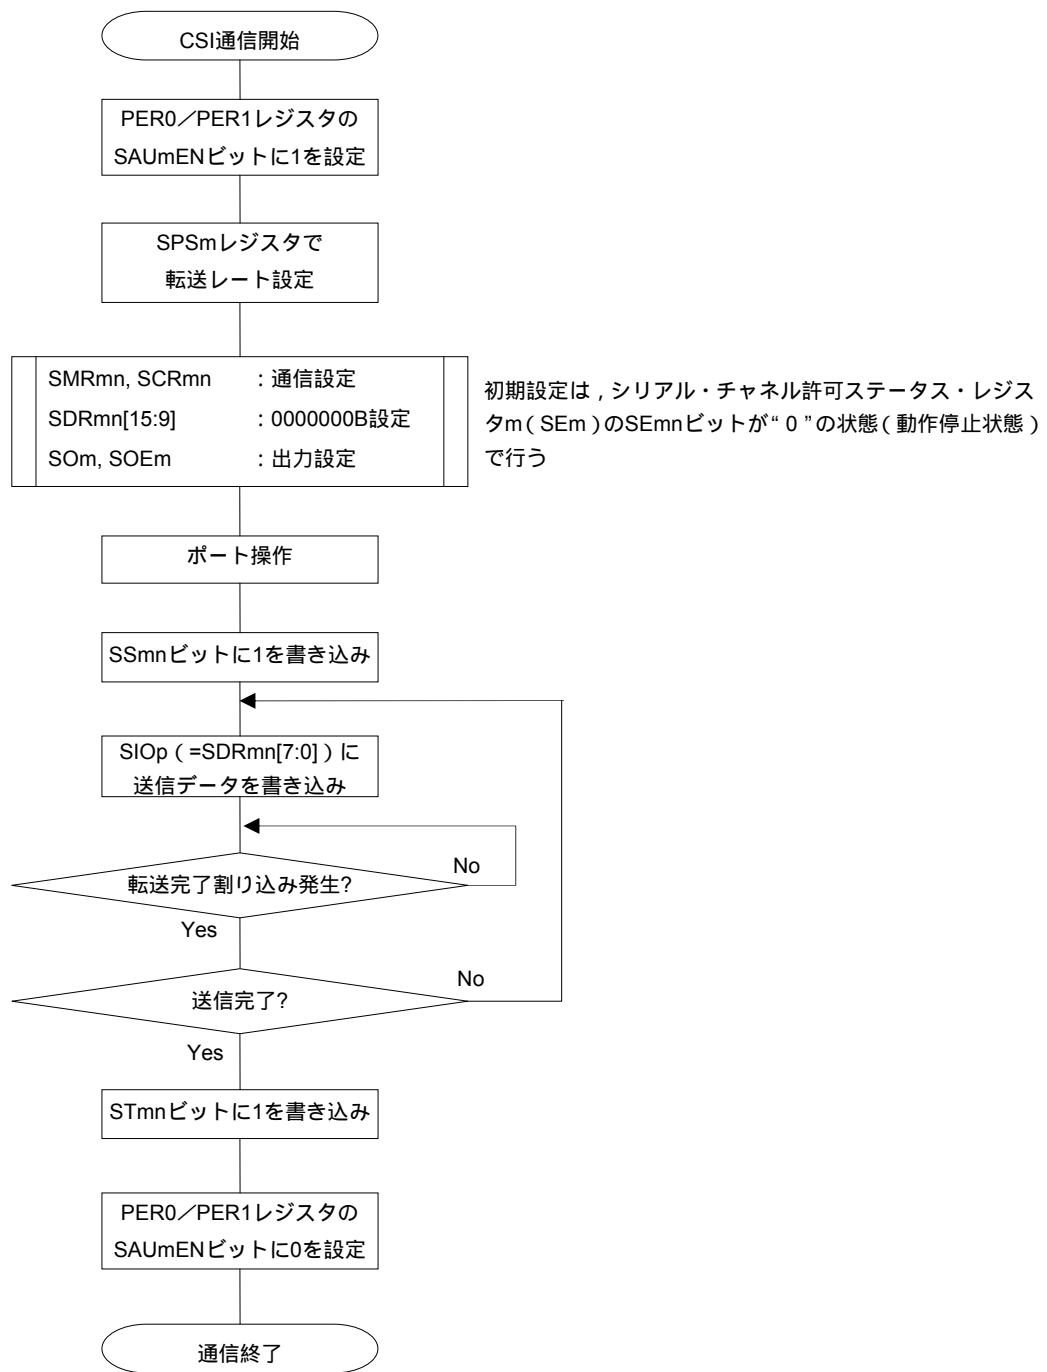 CSI通信開始
PER0／PER1レジスタの
SAUmENビットに1を設定
SPSmレジスタで
転送レート設定
SMRmn, SCRmn : 通信設定
SDRmn[15:9] : 0000000B設定
SOm, SOEm : 出力設定
初期設定は，シリアル・チャネル許可ステータス・レジス
タm（SEm）のSEmnビットが“0”の状態（動作停止状態）
で行う
ポート操作
SSmnビットに1を書き込み
SIOp（=SDRmn[7:0]）に
送信データを書き込み
転送完了割り込み発生?
No
Yes
送信完了?
No
Yes
STmnビットに1を書き込み
PER0／PER1レジスタの
SAUmENビットに0を設定
通信終了